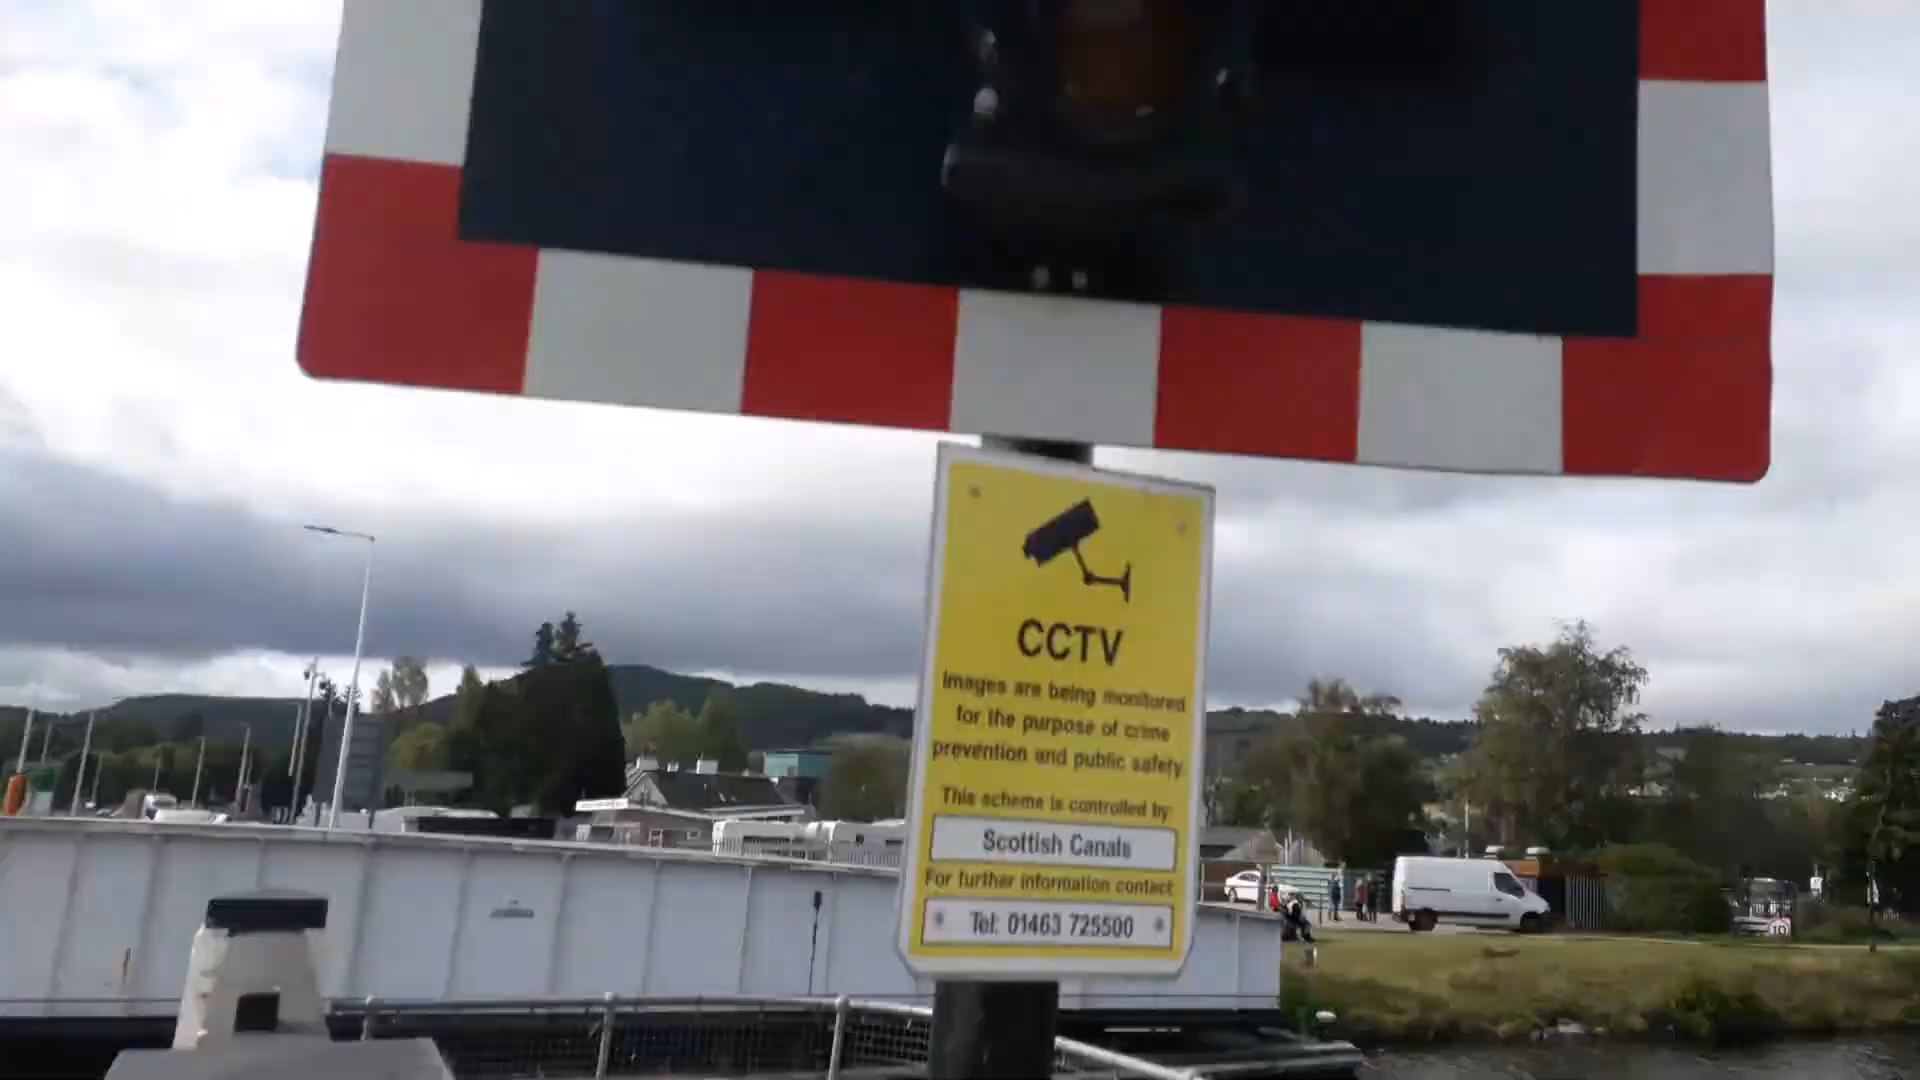 CCTV
Images are being monitored
for the purpose of crime
prevention and public safety
This scheme is controlled by:
Scottish Canals
For further information contact
Tel: 01463 725500
10